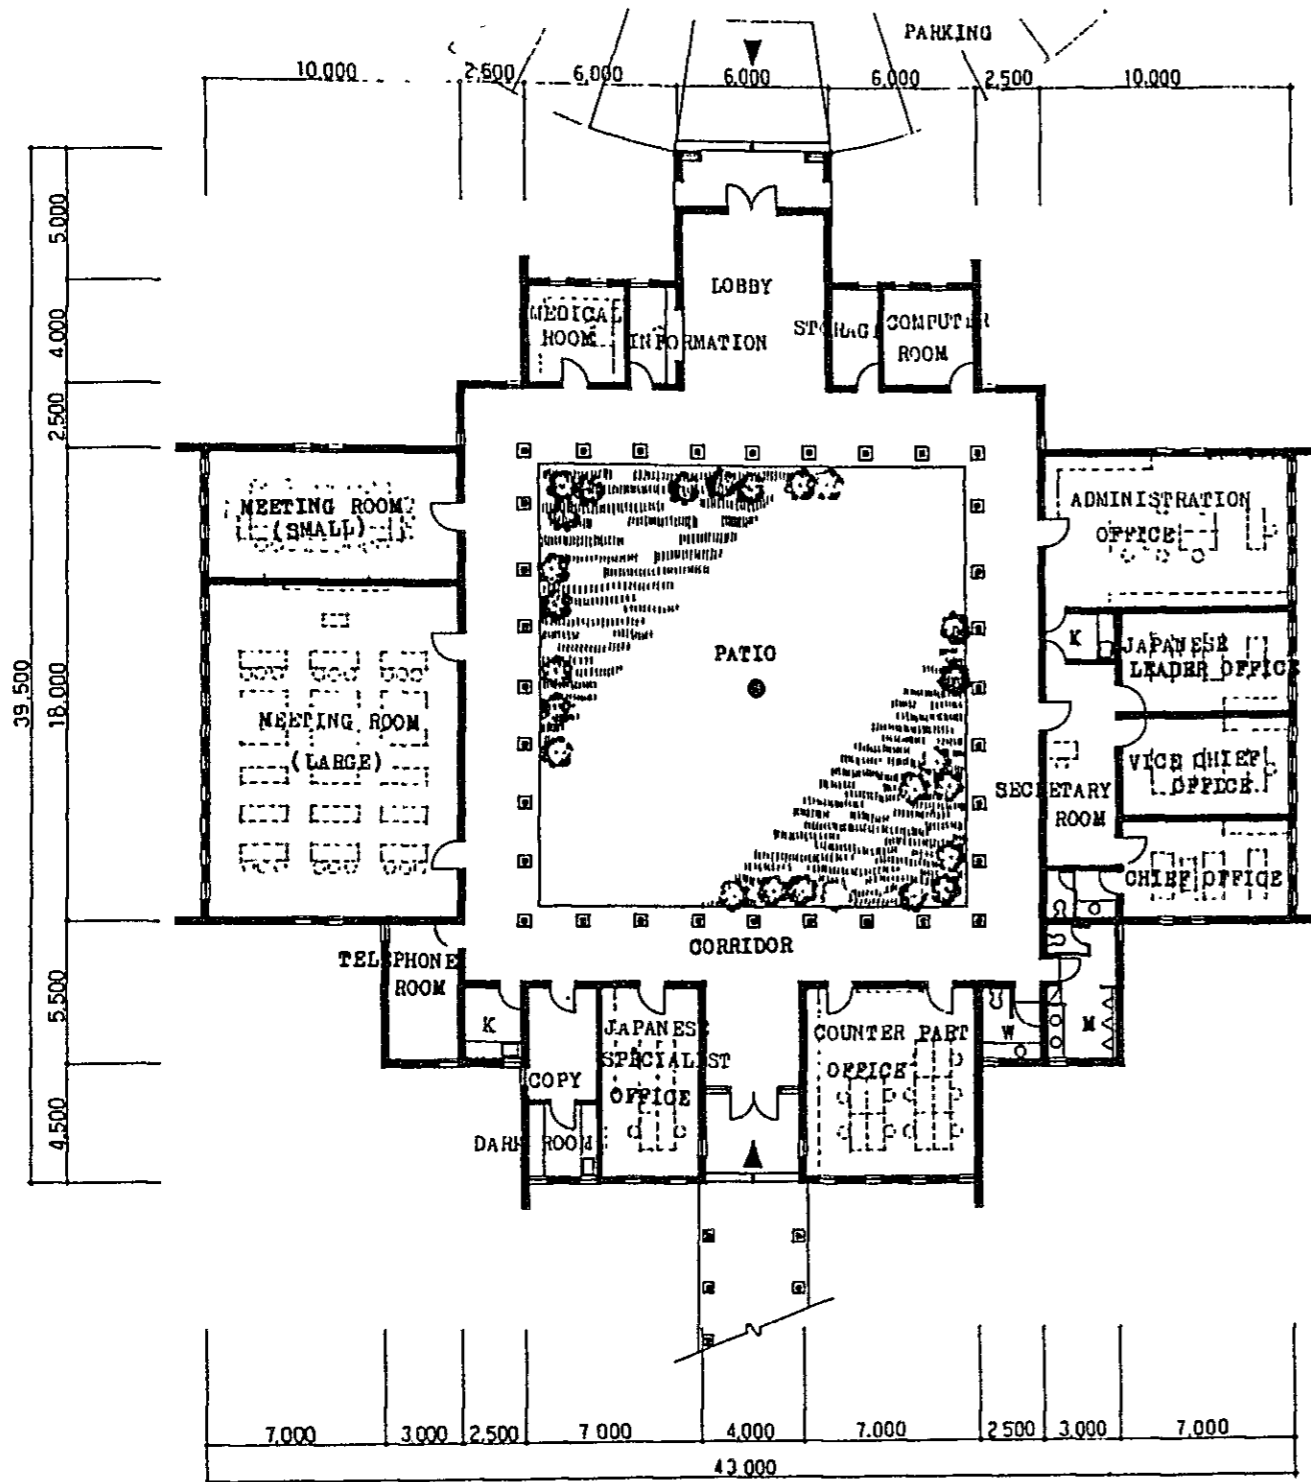 PARKING
10,000
2,500
6,000
6,000
6,000
2,500
10,000
5,000
4,000
2,500
18,000
5,500
4,500
39,500
LOBBY
MEDICAL
ROOM
INFORMATION
STORAGE
COMPUTER
ROOM
MEETING ROOM
(SMALL)
ADMINISTRATION
OFFICE
K
JAPANESE
LEADER OFFICE
PATIO
MEETING ROOM
(LARGE)
VICE CHIEF
OFFICE
SECRETARY
ROOM
CHIEF OFFICE
CORRIDOR
TELEPHONE
ROOM
K
COPY
DARK ROOM
JAPANESE
SPECIALIST
OFFICE
COUNTER PART
OFFICE
W
M
7,000
3,000
2,500
7,000
4,000
7,000
2,500
3,000
7,000
43,000